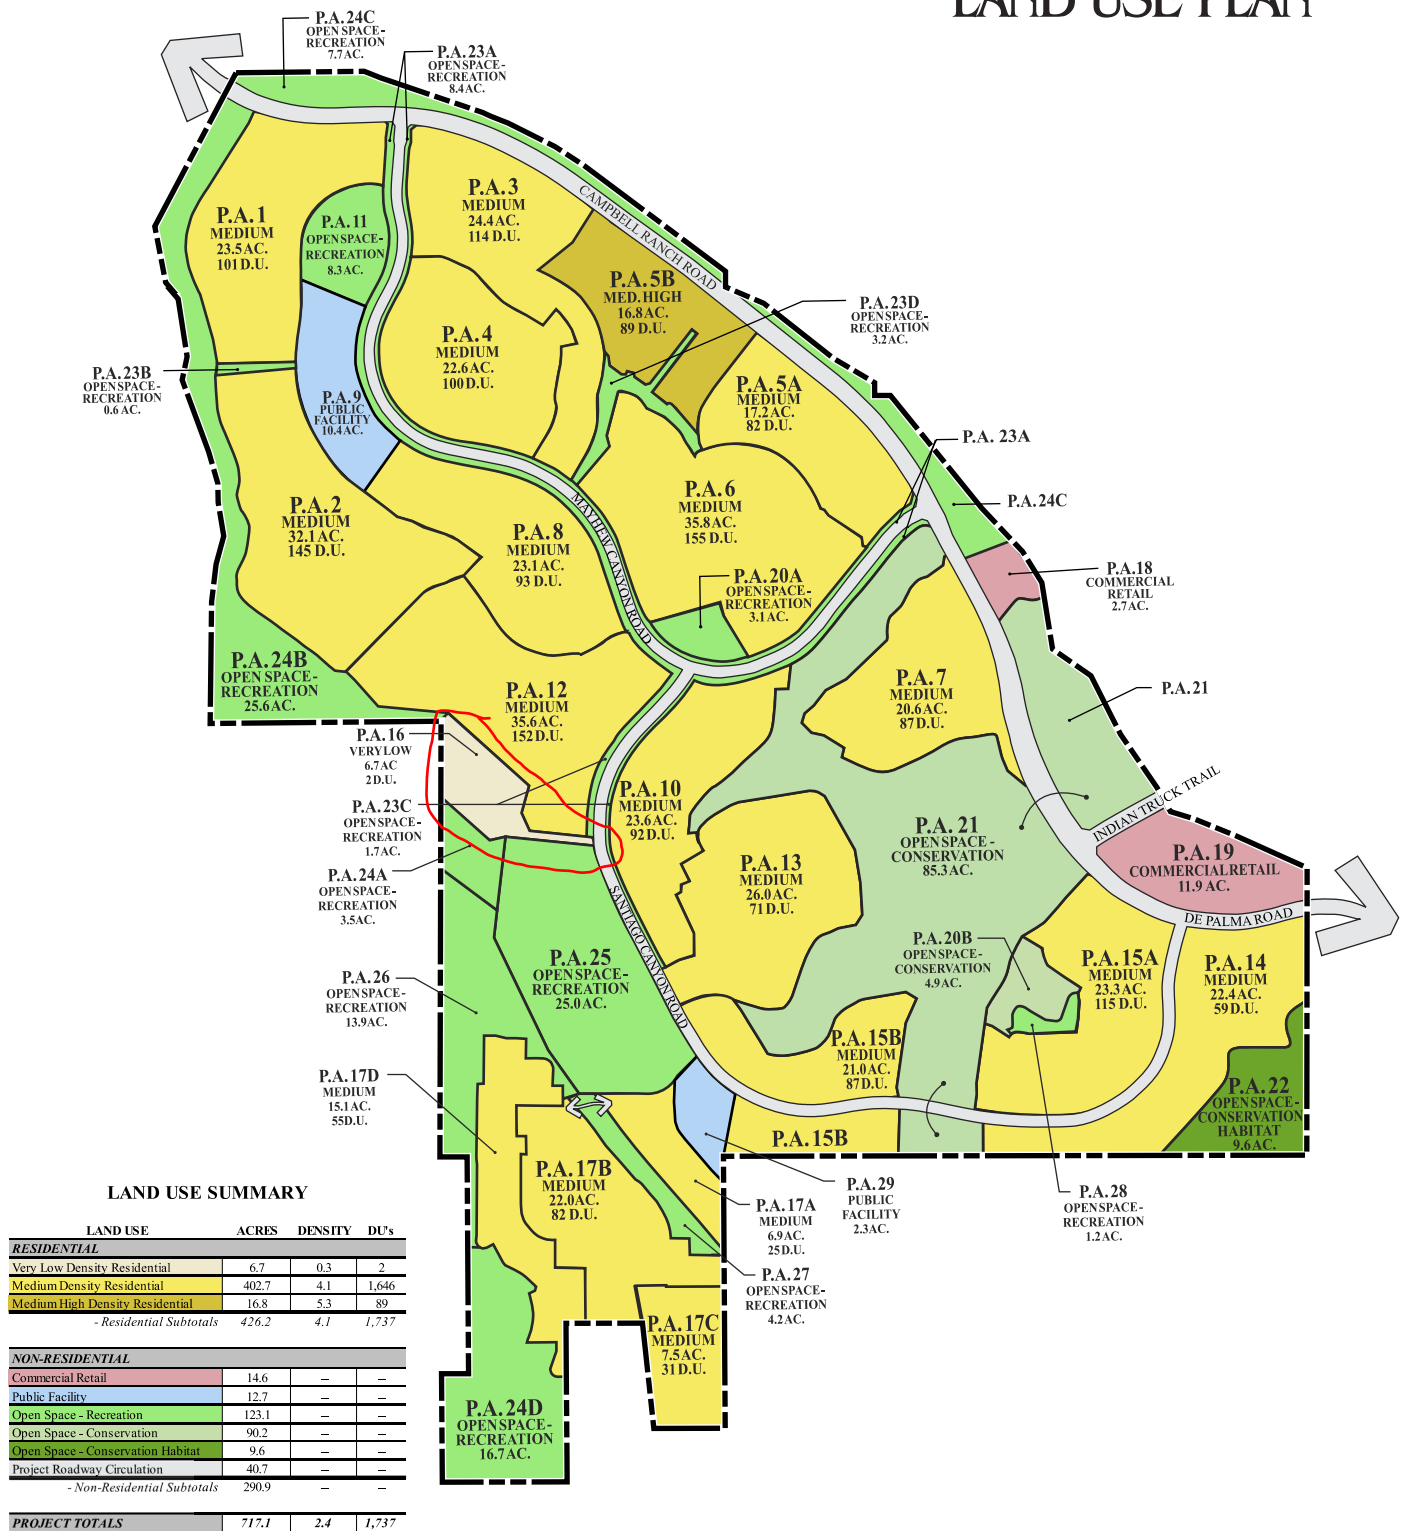 LAND USE PLAN
P.A.24C
OPEN SPACE-
RECREATION
7.7AC.
P.A.23A
OPEN SPACE-
RECREATION
8.4AC.
P.A.3
MEDIUM
24.4AC.
114 D.U.
CAMPBELL RANCH ROAD
P.A.1
MEDIUM
23.5AC.
101D.U.
P.A.11
OPEN SPACE-
RECREATION
8.3AC.
P.A.5B
MED.HIGH
16.8AC.
89 D.U.
P.A.23D
OPEN SPACE-
RECREATION
3.2AC.
P.A.4
MEDIUM
22.6AC.
100D.U.
P.A.23B
OPEN SPACE-
RECREATION
0.6 AC.
P.A.9
PUBLIC
FACILITY
10.4AC.
P.A.5A
MEDIUM
17.2AC.
82 D.U.
P.A. 23A
P.A.24C
P.A.2
MEDIUM
32.1AC.
145 D.U.
P.A.6
MEDIUM
35.8AC.
155 D.U.
P.A.8
MEDIUM
23.1AC.
93 D.U.
MAYHEW CANYON ROAD
P.A.20A
OPEN SPACE-
RECREATION
3.1AC.
P.A.18
COMMERCIAL
RETAIL
2.7AC.
P.A.24B
OPEN SPACE-
RECREATION
25.6AC.
P.A.12
MEDIUM
35.6AC.
152D.U.
P.A.7
MEDIUM
20.6AC.
87D.U.
P.A.21
P.A.16
VERY LOW
6.7AC
2D.U.
P.A.23C
OPEN SPACE-
RECREATION
1.7AC.
P.A.10
MEDIUM
23.6AC.
92D.U.
INDIAN TRUCK TRAIL
P.A.21
OPEN SPACE -
CONSERVATION
85.3AC.
P.A.19
COMMERCIAL RETAIL
11.9 AC.
P.A.13
MEDIUM
26.0AC.
71D.U.
P.A.24A
OPEN SPACE-
RECREATION
3.5AC.
SANTIAGO CANYON ROAD
DE PALMA ROAD
P.A.20B
OPEN SPACE-
CONSERVATION
4.9AC.
P.A.25
OPEN SPACE-
RECREATION
25.0AC.
P.A.15A
MEDIUM
23.3AC.
115 D.U.
P.A.14
MEDIUM
22.4AC.
59D.U.
P.A.26
OPEN SPACE-
RECREATION
13.9AC.
P.A.15B
MEDIUM
21.0AC.
87D.U.
P.A.17D
MEDIUM
15.1AC.
55D.U.
P.A.22
OPEN SPACE-
CONSERVATION
HABITAT
9.6AC.
P.A.15B
P.A.17B
MEDIUM
22.0AC.
82 D.U.
P.A.29
PUBLIC
FACILITY
2.3AC.
P.A.28
OPEN SPACE-
RECREATION
1.2AC.
P.A.17A
MEDIUM
6.9AC.
25D.U.
P.A.27
OPEN SPACE-
RECREATION
4.2AC.
P.A.17C
MEDIUM
7.5AC.
31D.U.
P.A.24D
OPEN SPACE-
RECREATION
16.7AC.
LAND USE SUMMARY
LAND USE ACRES DENSITY DU's
RESIDENTIAL
Very Low Density Residential 6.7 0.3 2
Medium Density Residential 402.7 4.1 1,646
Medium High Density Residential 16.8 5.3 89
- Residential Subtotals 426.2 4.1 1,737
NON-RESIDENTIAL
Commercial Retail 14.6 – –
Public Facility 12.7 – –
Open Space - Recreation 123.1 – –
Open Space - Conservation 90.2 – –
Open Space - Conservation Habitat 9.6 – –
Project Roadway Circulation 40.7 – –
- Non-Residential Subtotals 290.9 – –
PROJECT TOTALS 717.1 2.4 1,737